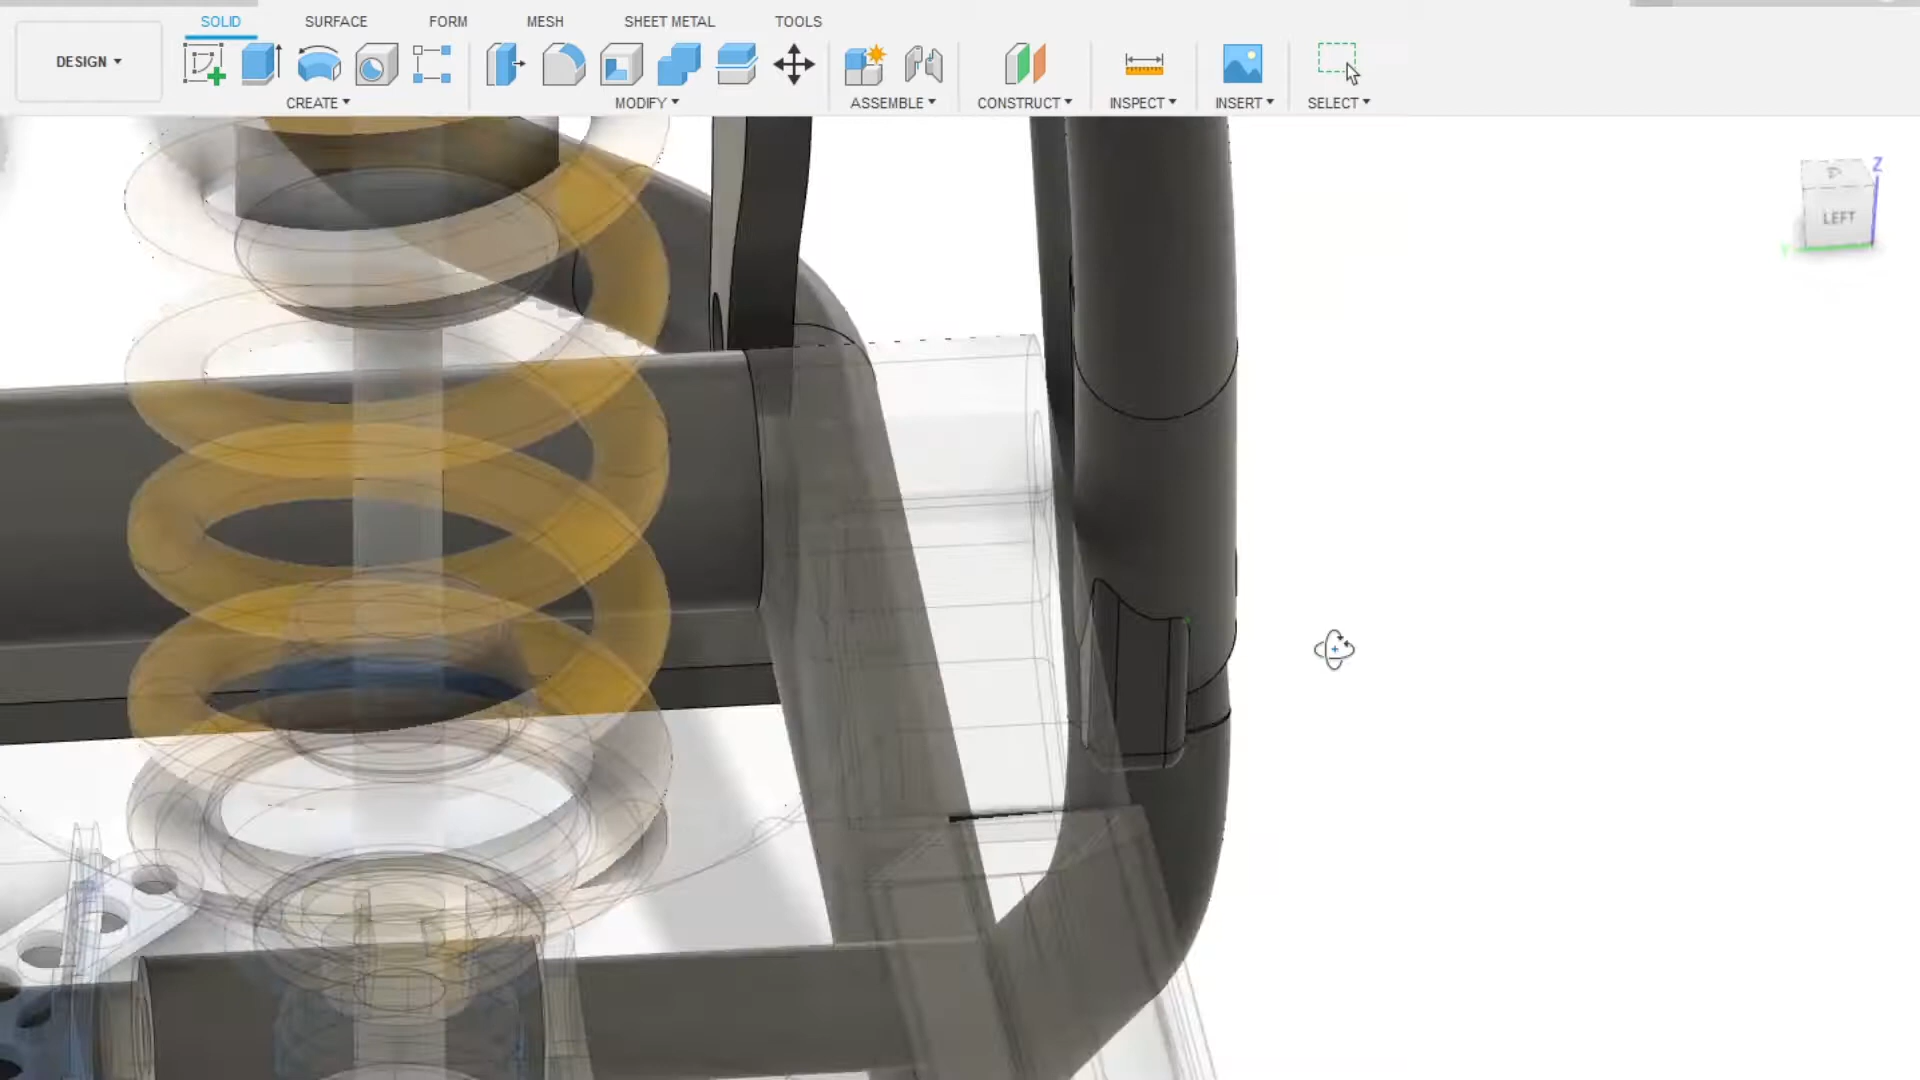 SOLID SURFACE FORM MESH SHEET METAL TOOLS
DESIGN
CREATE MODIFY ASSEMBLE CONSTRUCT INSPECT INSERT SELECT
Z
LEFT